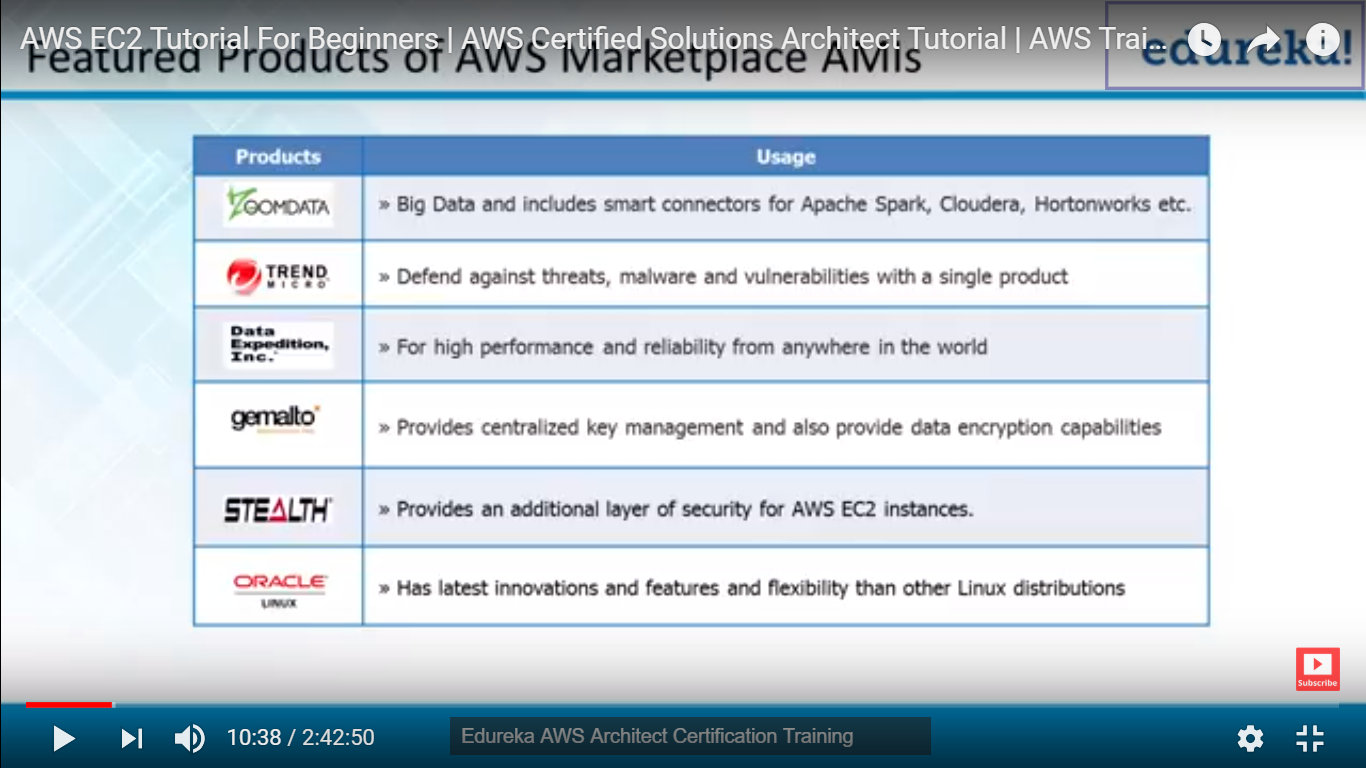 AWS EC2 Tutorial For Beginners | AWS Certified Solutions Architect Tutorial | AWS Trai...
Featured Products of AWS Marketplace AMIs
edureka!
Products Usage
ZOOMDATA » Big Data and includes smart connectors for Apache Spark, Cloudera, Hortonworks etc.
TREND MICRO » Defend against threats, malware and vulnerabilities with a single product
Data
Expedition,
Inc. » For high performance and reliability from anywhere in the world
gemalto » Provides centralized key management and also provide data encryption capabilities
STEALTH » Provides an additional layer of security for AWS EC2 instances.
ORACLE
LINUX » Has latest innovations and features and flexibility than other Linux distributions
Subscribe
10:38 / 2:42:50
Edureka AWS Architect Certification Training